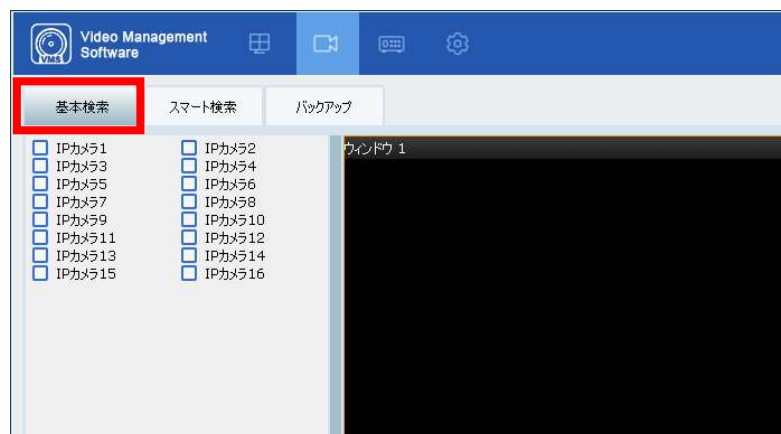 Video Management
Software
VMS
基本検索
スマート検索
バックアップ
IPカメラ1
IPカメラ2
IPカメラ3
IPカメラ4
IPカメラ5
IPカメラ6
IPカメラ7
IPカメラ8
IPカメラ9
IPカメラ10
IPカメラ11
IPカメラ12
IPカメラ13
IPカメラ14
IPカメラ15
IPカメラ16
ウィンドウ 1